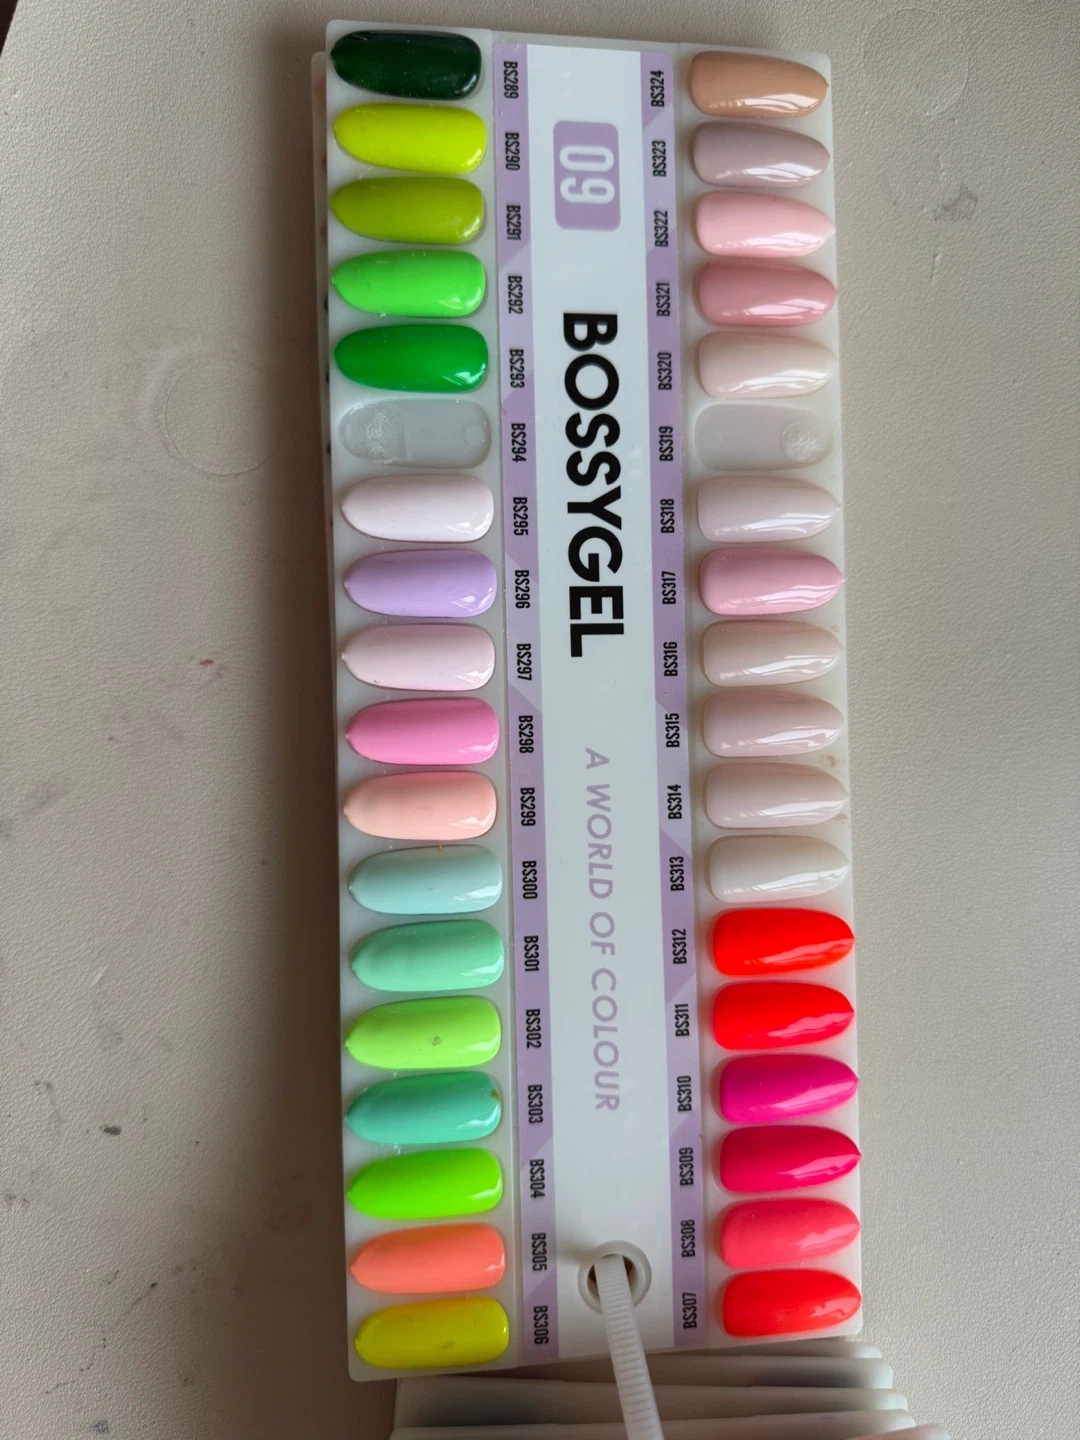 BS289
BS290
BS291
BS292
BS293
BS294
BS295
BS296
BS297
BS298
BS299
BS300
BS301
BS302
BS303
BS304
BS305
BS306
09
BOSSYGEL
A WORLD OF COLOUR
BS324
BS323
BS322
BS321
BS320
BS319
BS318
BS317
BS316
BS315
BS314
BS313
BS312
BS311
BS310
BS309
BS308
BS307